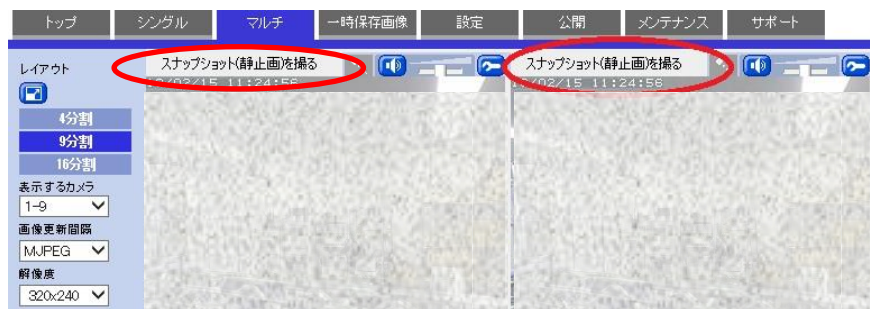 トップ シングル マルチ 一時保存画像 設定 公開 メンテナンス サポート
レイアウト
4分割
9分割
16分割
表示するカメラ
1-9
画像更新間隔
MJPEG
解像度
320x240
スナップショット(静止画)を撮る
11:24:56
スナップショット(静止画)を撮る
/02/15 11:24:56